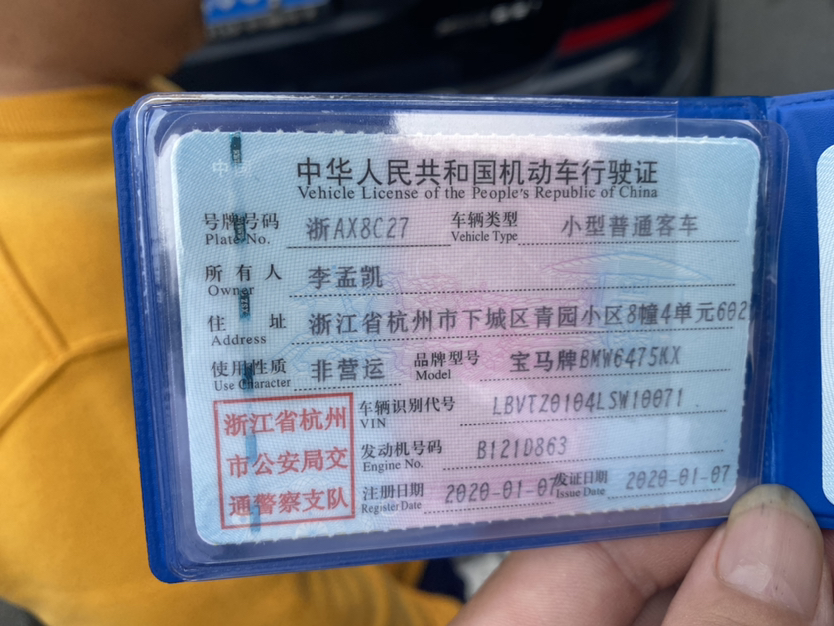 中华人民共和国机动车行驶证
Vehicle License of the People's Republic of China
号牌号码 浙AX8C27 车辆类型 小型普通客车
Plate No. Vehicle Type
所有人 李孟凯
Owner
住址 浙江省杭州市下城区青园小区8幢4单元602
Address
使用性质 非营运 品牌型号 宝马牌BMW6475KX
Use Character Model
浙江省杭州
市公安局交
通警察支队
车辆识别代号 LBVTZ0104LSW10071
VIN
发动机号码 B121D863
Engine No.
注册日期 2020-01-07 发证日期 2020-01-07
Register Date Issue Date